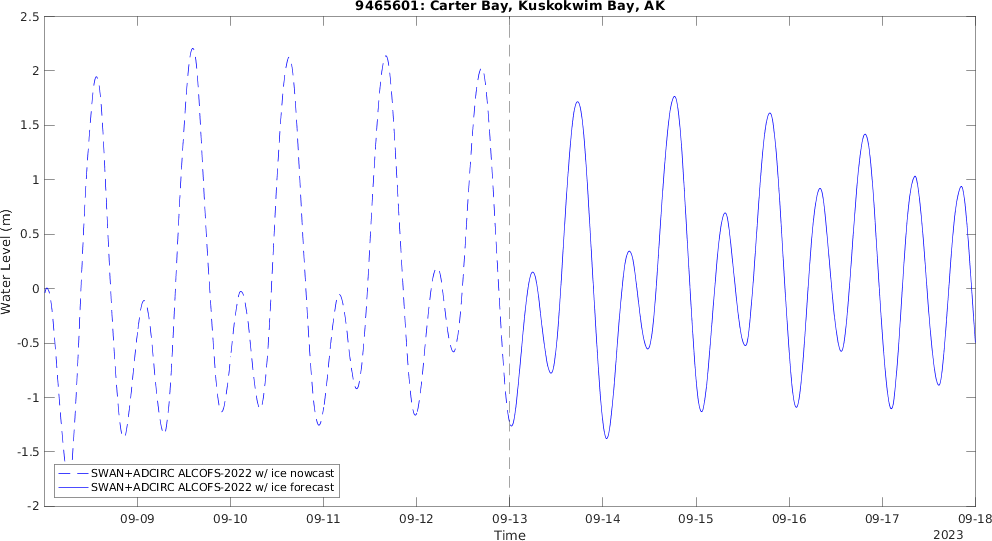 9465601: Carter Bay, Kuskokwim Bay, AK
2.5
2
1.5
1
0.5
0
-0.5
-1
-1.5
-2
Water Level (m)
SWAN+ADCIRC ALCOFS-2022 w/ ice nowcast
SWAN+ADCIRC ALCOFS-2022 w/ ice forecast
09-09 09-10 09-11 09-12 09-13 09-14 09-15 09-16 09-17 09-18
Time
2023